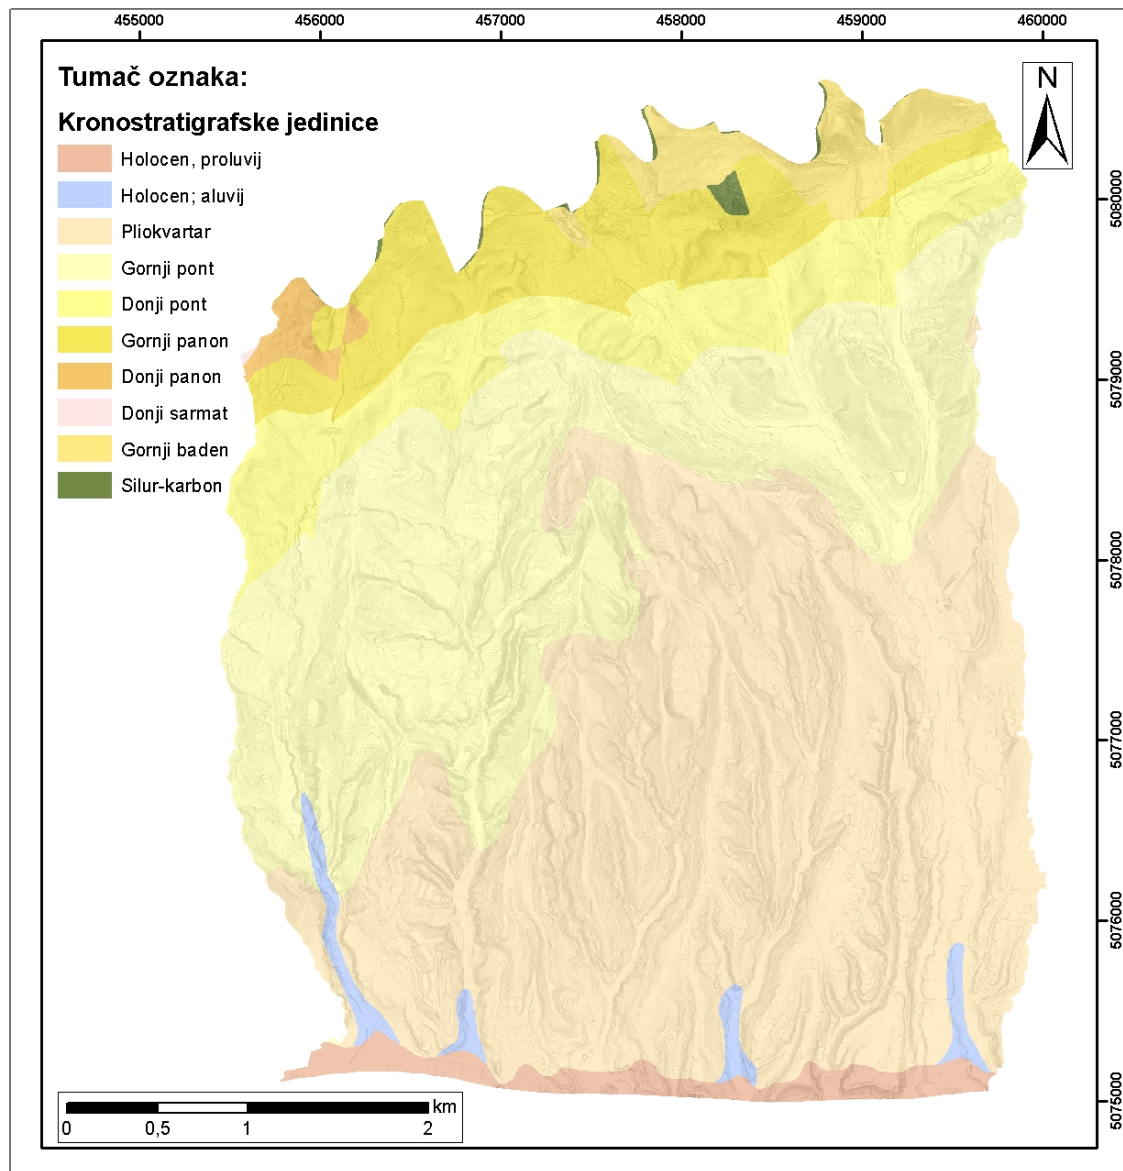 455000 456000 457000 458000 459000 460000
Tumač oznaka:
N
Kronostratigrafske jedinice
Holocen, proluvij
Holocen; aluvij
Pliokvartar
Gornji pont
Donji pont
Gornji panon
Donji panon
Donji sarmat
Gornji baden
Silur-karbon
5080000
5079000
5078000
5077000
5076000
5075000
km
0 0,5 1 2